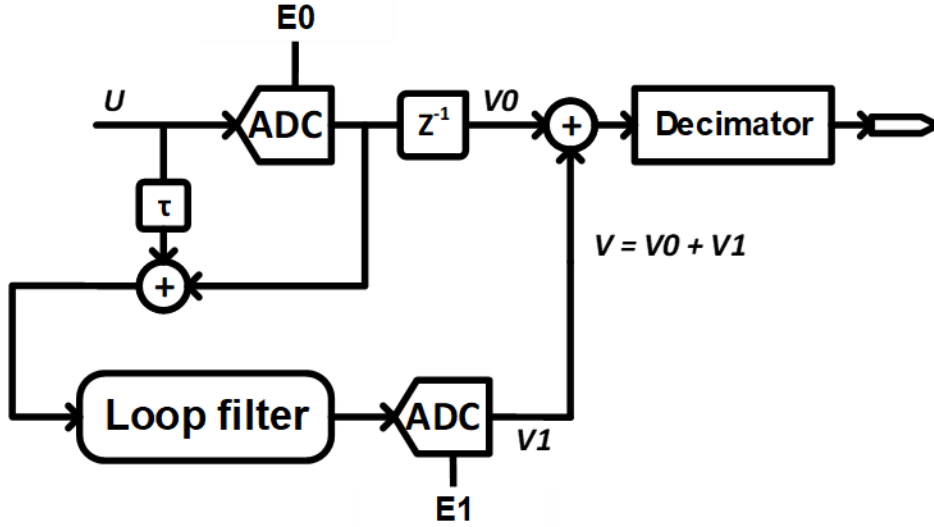 E0
U
ADC
Z-1
V0
+
Decimator
τ
+
V = V0 + V1
Loop filter
ADC
V1
E1